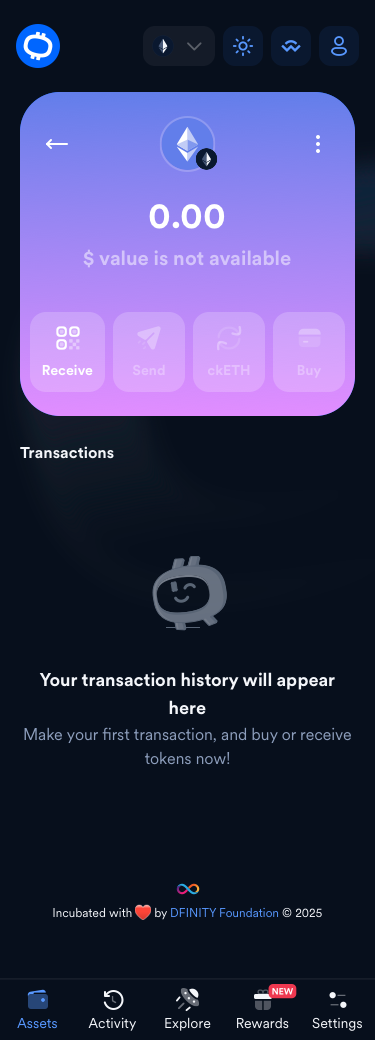 0.00
$ value is not available
Receive
Send
ckETH
Buy
Transactions
Your transaction history will appear
here
Make your first transaction, and buy or receive
tokens now!
Incubated with ❤️ by DFINITY Foundation © 2025
NEW
Assets
Activity
Explore
Rewards
Settings